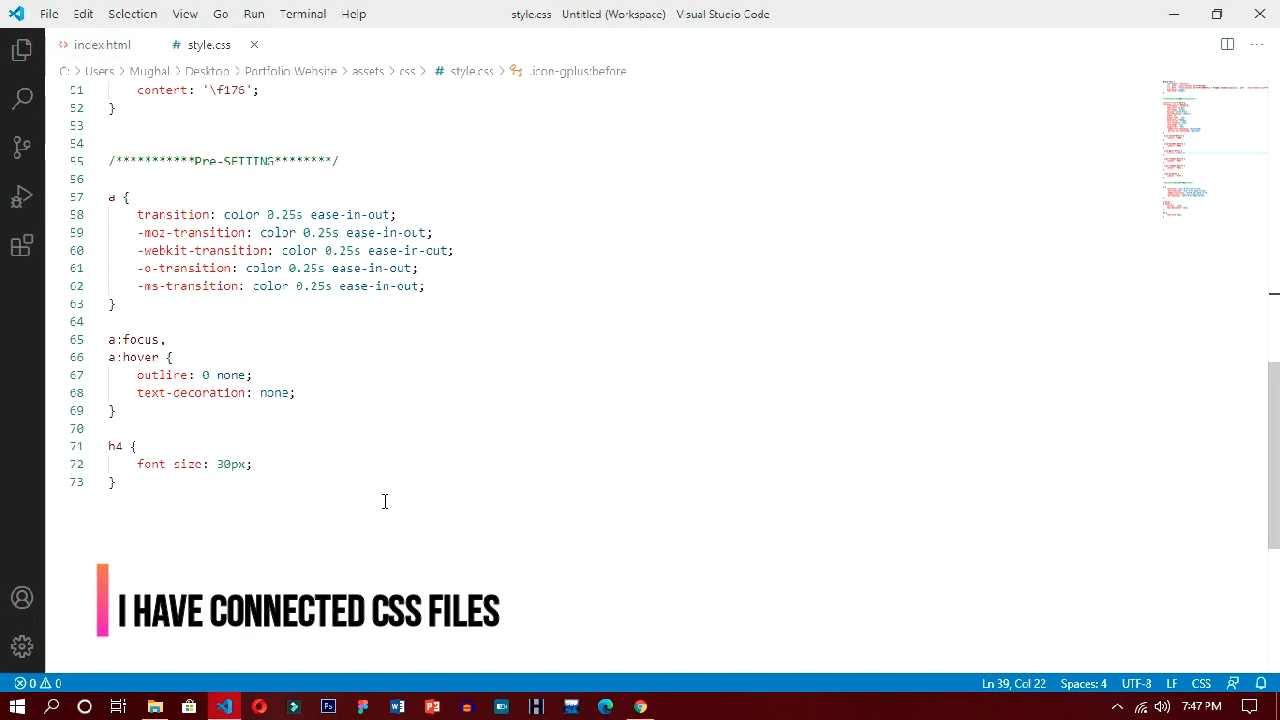 File Edit Selection View Go Run Terminal Help style.css - Untitled (Workspace) - Visual Studio Code
index.html # style.css
C: > Users > Mughal > Desktop > Portfolio Website > assets > css > # style.css > .icon-gplus:before
51 content: '\f176';
52 }
53
54
55 /***********Pre-SETTING********/
56
57 a {
58 transition: color 0.25s ease-in-out;
59 -moz-transition: color 0.25s ease-in-out;
60 -webkit-transition: color 0.25s ease-in-out;
61 -o-transition: color 0.25s ease-in-out;
62 -ms-transition: color 0.25s ease-in-out;
63 }
64
65 a:focus,
66 a:hover {
67 outline: 0 none;
68 text-decoration: none;
69 }
70
71 h4 {
72 font-size: 30px;
73 }
I HAVE CONNECTED CSS FILES
0 0 Ln 39, Col 22 Spaces: 4 UTF-8 LF CSS
7:47 PM